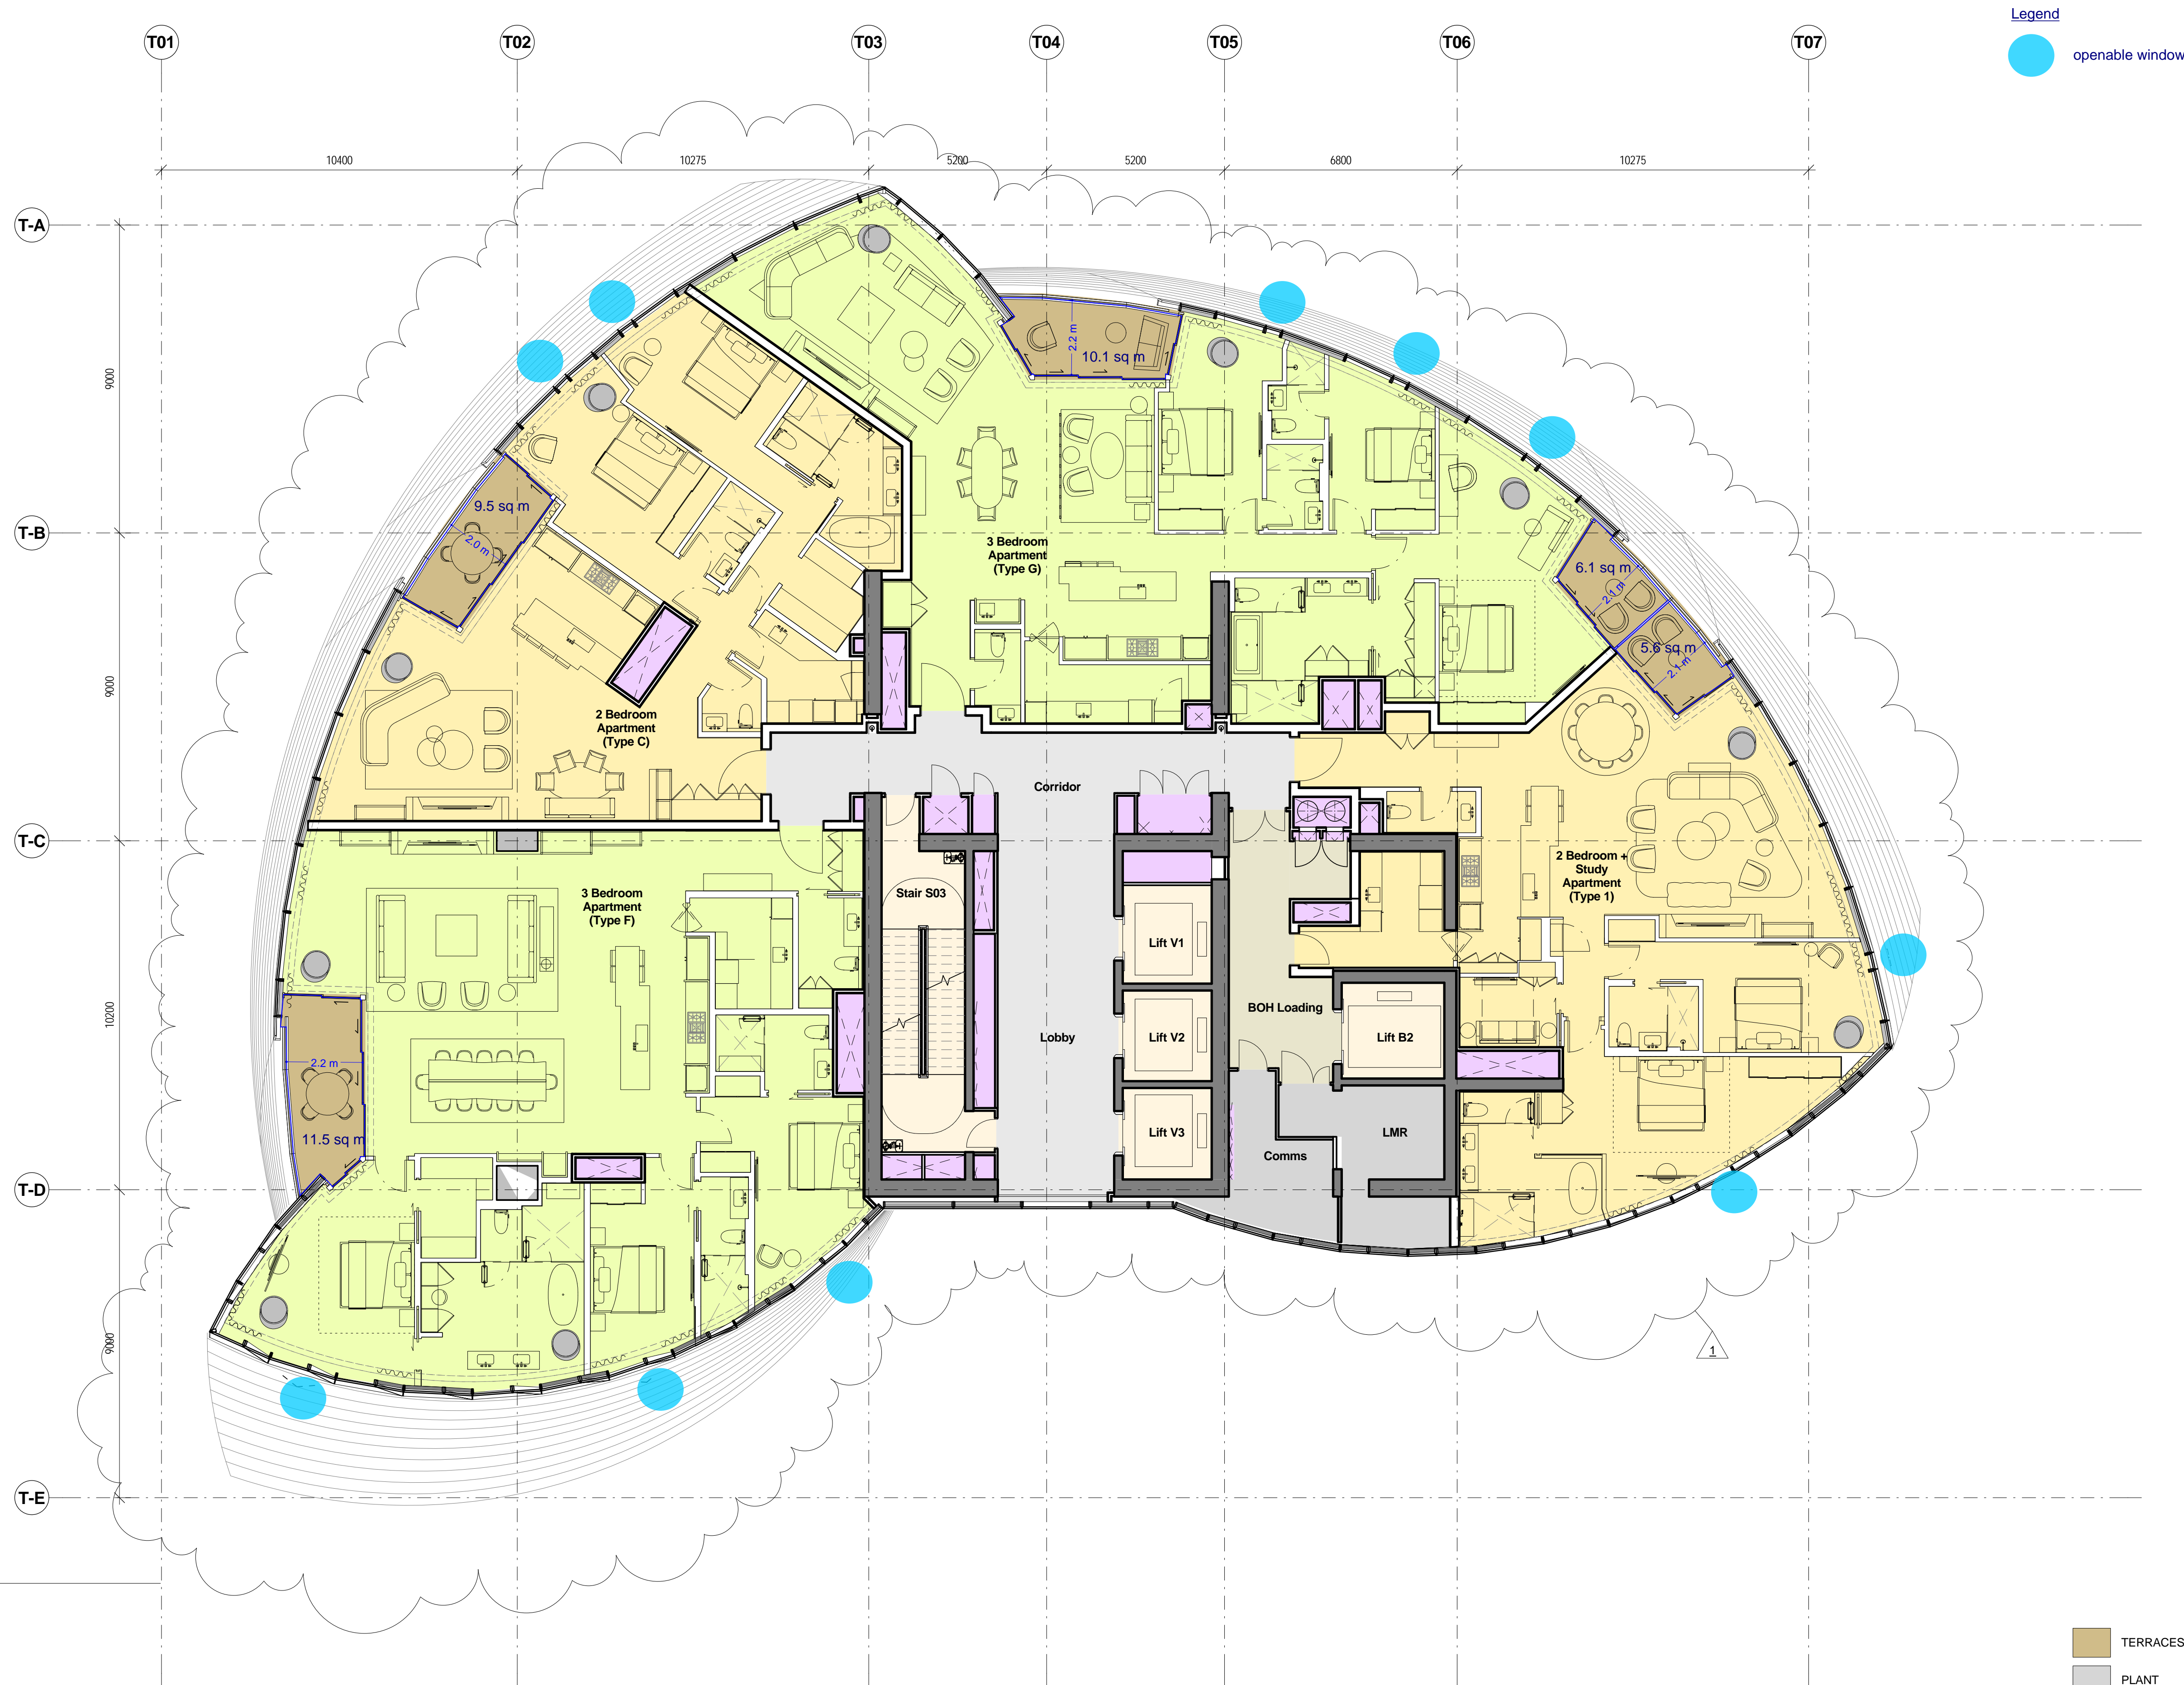 Legend
openable window
T01
T02
T03
T04
T05
T06
T07
10400
10275
5200
5200
6800
10275
T-A
T-B
T-C
T-D
T-E
9000
9000
10200
9000
2.2 m
10.1 sq m
9.5 sq m
2.0 m
3 Bedroom
Apartment
(Type G)
6.1 sq m
2.1 m
5.6 sq m
2.1 m
2 Bedroom
Apartment
(Type C)
Corridor
2 Bedroom +
Study
Apartment
(Type 1)
3 Bedroom
Apartment
(Type F)
Stair S03
Lift V1
BOH Loading
Lobby
Lift V2
Lift B2
2.2 m
11.5 sq m
Lift V3
LMR
Comms
1
TERRACES
PLANT